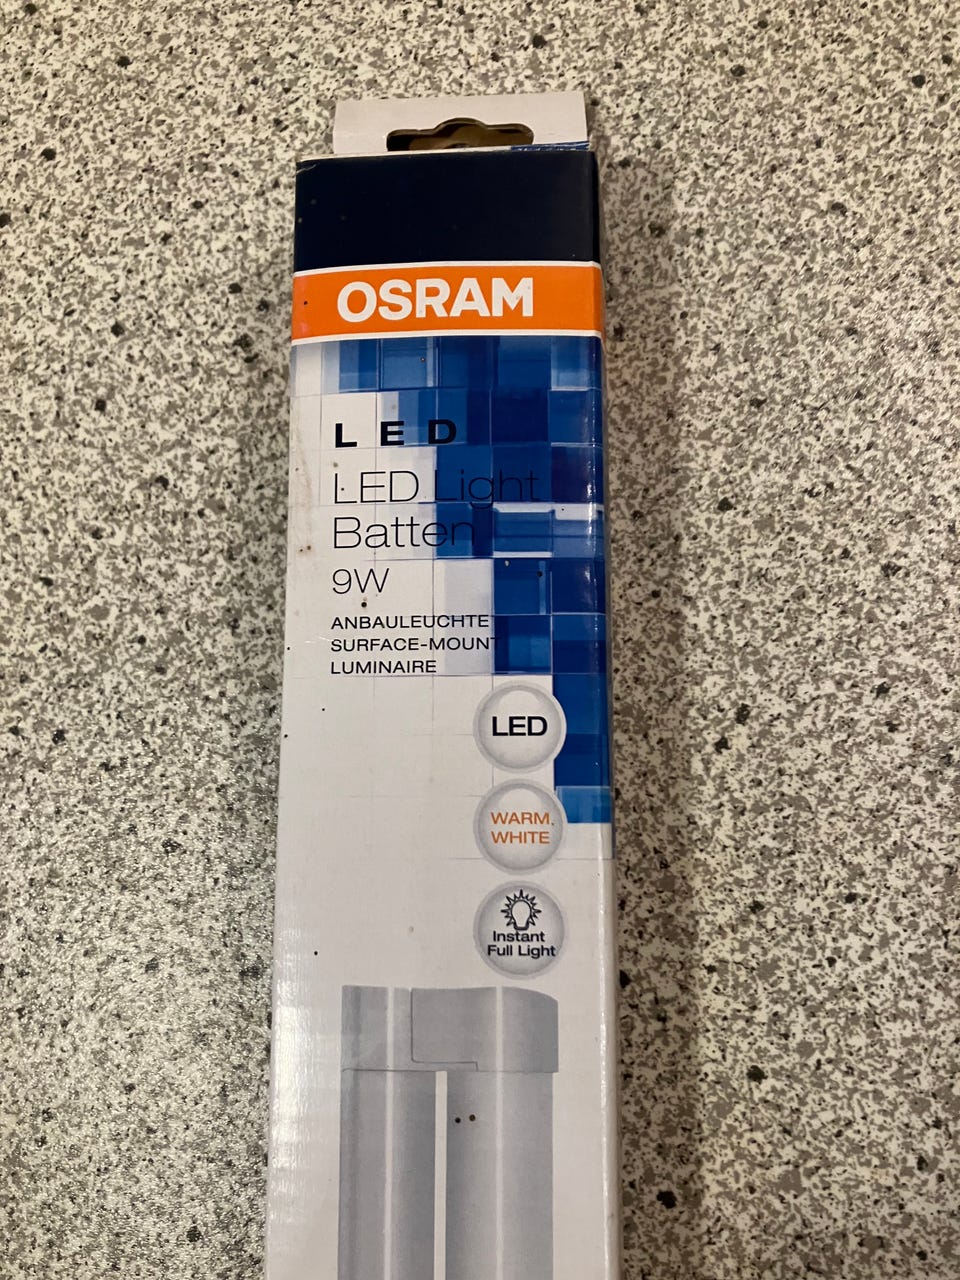 OSRAM
LED
LED Light
Batten
9W
ANBAULEUCHTE
SURFACE-MOUNT
LUMINAIRE
LED
WARM
WHITE
Instant
Full Light